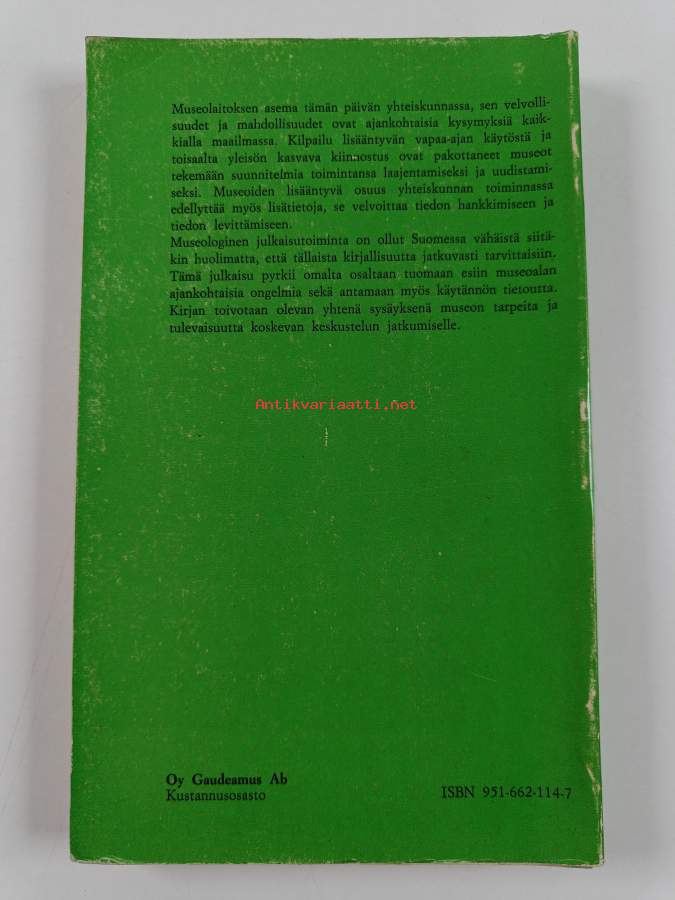 Museolaitoksen asema tämän päivän yhteiskunnassa, sen velvolli-
suudet ja mahdollisuudet ovat ajankohtaisia kysymyksiä kaik-
kialla maailmassa. Kilpailu lisääntyvän vapaa-ajan käytöstä ja
toisaalta yleisön kasvava kiinnostus ovat pakottaneet museot
tekemään suunnitelmia toimintansa laajentamiseksi ja uudistami-
seksi. Museoiden lisääntyvä osuus yhteiskunnan toiminnassa
edellyttää myös lisätietoja, se velvoittaa tiedon hankkimiseen ja
tiedon levittämiseen.
Museologinen julkaisutoiminta on ollut Suomessa vähäistä siitä-
kin huolimatta, että tällaista kirjallisuutta jatkuvasti tarvittaisiin.
Tämä julkaisu pyrkii omalta osaltaan tuomaan esiin museoalan
ajankohtaisia ongelmia sekä antamaan myös käytännön tietoutta.
Kirjan toivotaan olevan yhtenä sysäyksenä museon tarpeita ja
tulevaisuutta koskevan keskustelun jatkumiselle.
Antikvariaatti.net
Oy Gaudeamus Ab
Kustannusosasto
ISBN 951-662-114-7